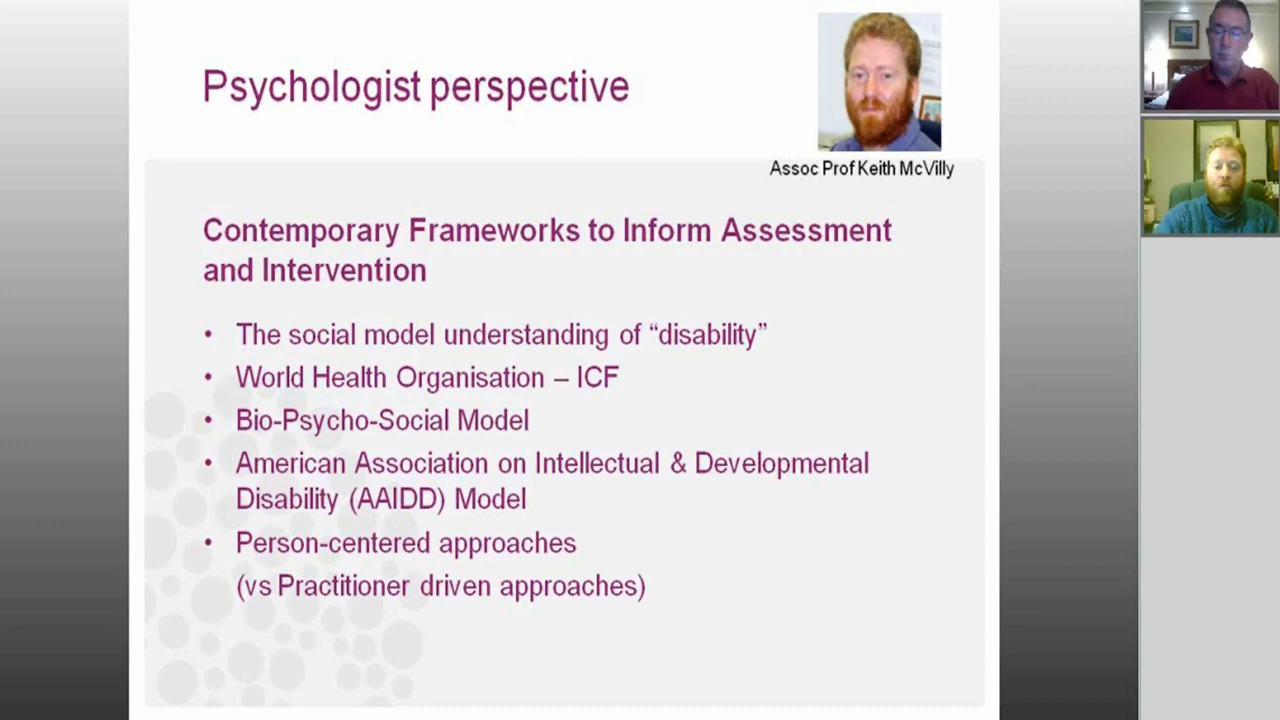 Psychologist perspective
Assoc Prof Keith McVilly
Contemporary Frameworks to Inform Assessment
and Intervention
• The social model understanding of “disability”
• World Health Organisation – ICF
• Bio-Psycho-Social Model
• American Association on Intellectual & Developmental
Disability (AAIDD) Model
• Person-centered approaches
(vs Practitioner driven approaches)